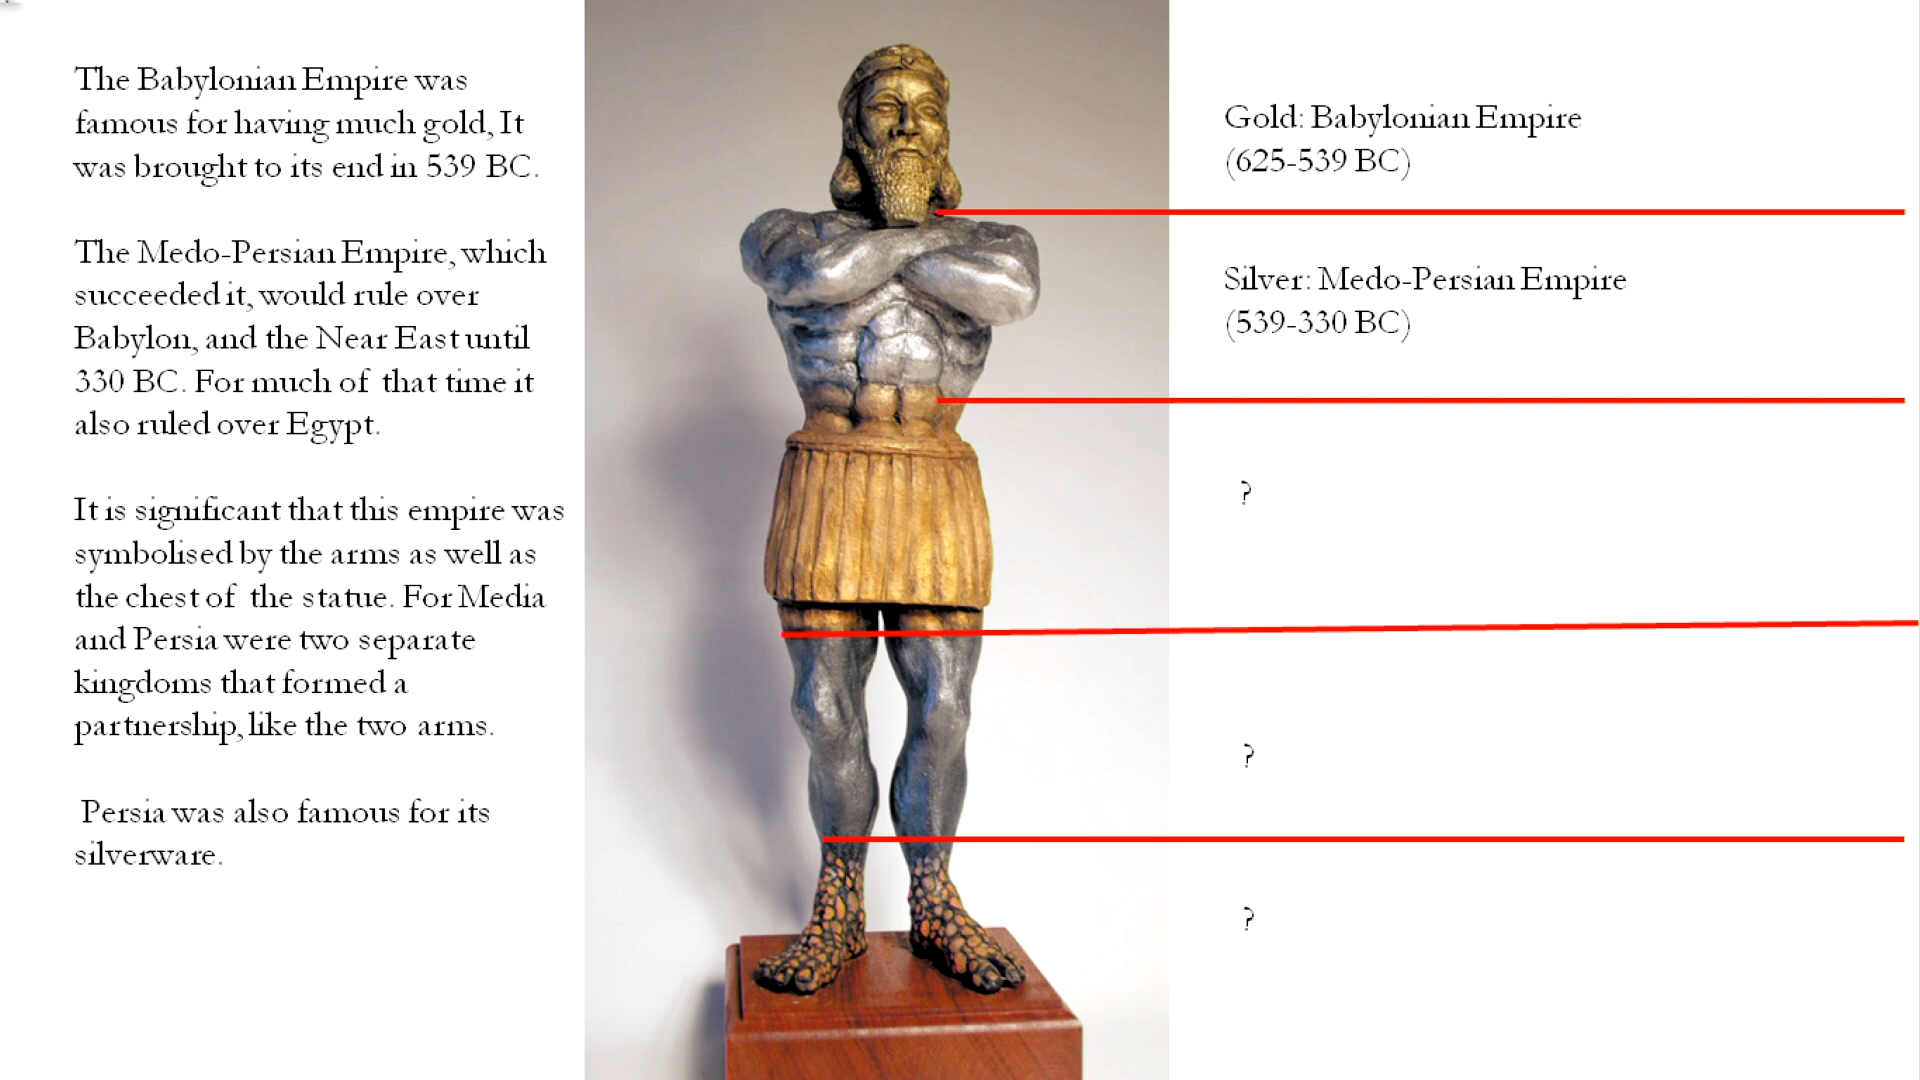 The Babylonian Empire was
famous for having much gold, It
was brought to its end in 539 BC.
The Medo-Persian Empire, which
succeeded it, would rule over
Babylon, and the Near East until
330 BC. For much of that time it
also ruled over Egypt.
It is significant that this empire was
symbolised by the arms as well as
the chest of the statue. For Media
and Persia were two separate
kingdoms that formed a
partnership, like the two arms.
Persia was also famous for its
silverware.
Gold: Babylonian Empire
(625-539 BC)
Silver: Medo-Persian Empire
(539-330 BC)
?
?
?